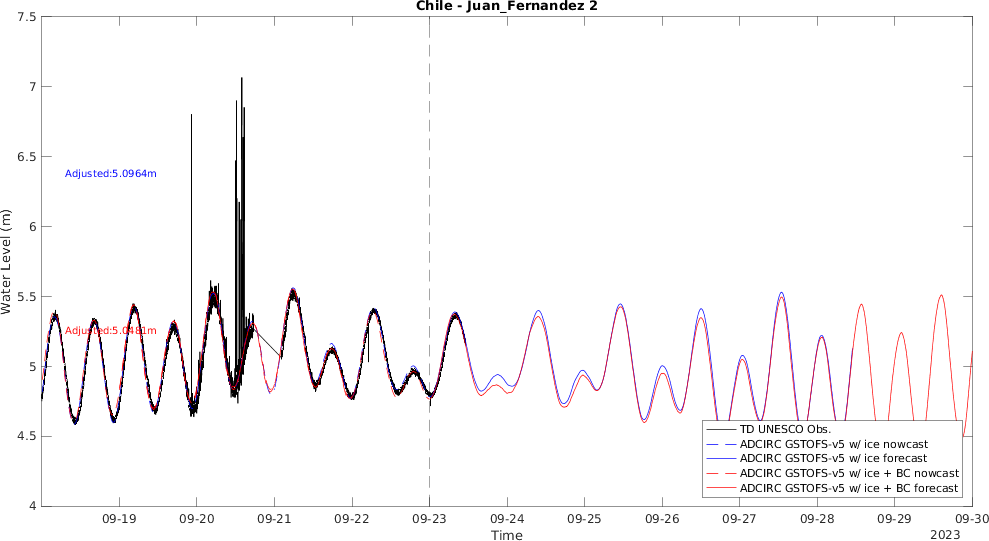 Chile - Juan_Fernandez 2
7.5
7
6.5
6
5.5
5
4.5
4
Water Level (m)
Adjusted:5.0964m
Adjusted:5.0481m
TD UNESCO Obs.
ADCIRC GSTOFS-v5 w/ ice nowcast
ADCIRC GSTOFS-v5 w/ ice forecast
ADCIRC GSTOFS-v5 w/ ice + BC nowcast
ADCIRC GSTOFS-v5 w/ ice + BC forecast
09-19 09-20 09-21 09-22 09-23 09-24 09-25 09-26 09-27 09-28 09-29 09-30
Time
2023